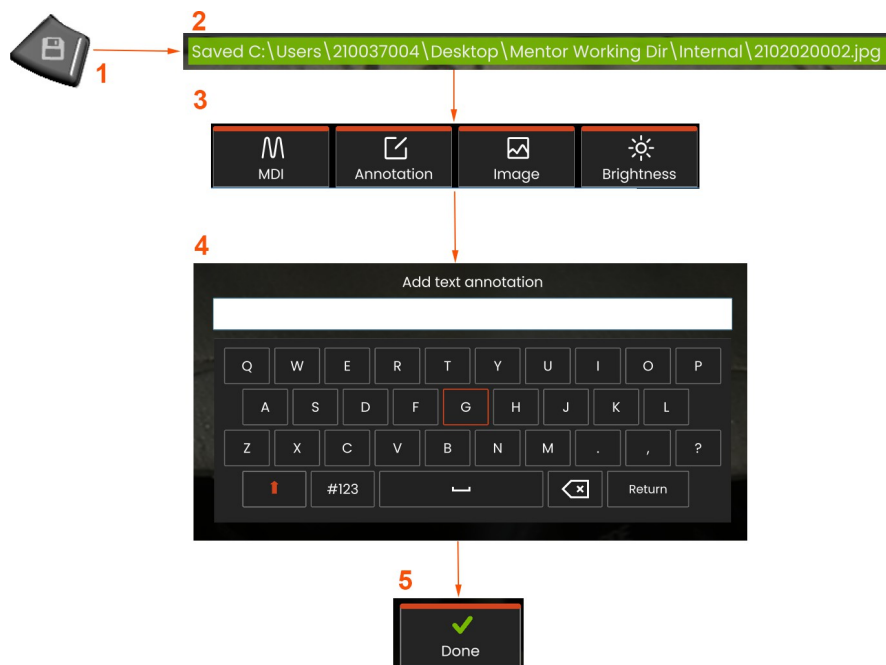 1
2
Saved C:\Users\210037004\Desktop\Mentor Working Dir\Internal\2102020002.jpg
3
MDI Annotation Image Brightness
4
Add text annotation
Q W E R T Y U I O P
A S D F G H J K L
Z X C V B N M . , ?
#123 Return
5
Done